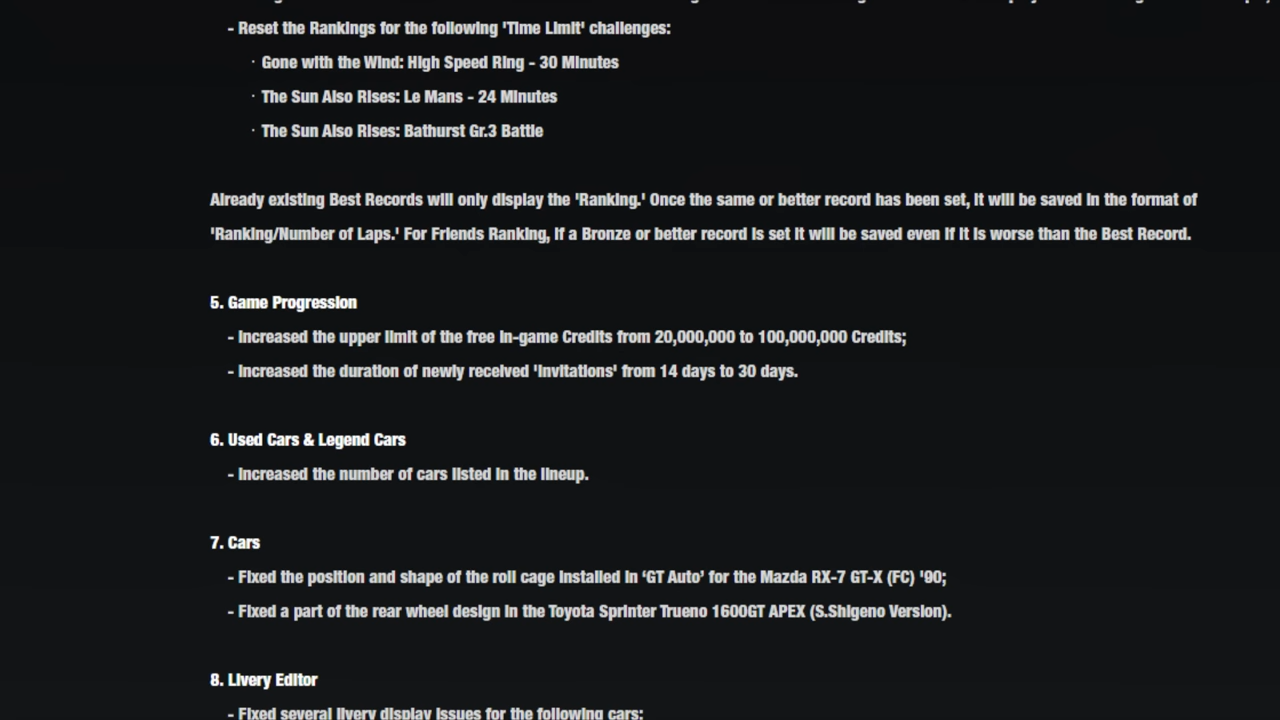 - Reset the Rankings for the following 'Time Limit' challenges:
· Gone with the Wind: High Speed Ring - 30 Minutes
· The Sun Also Rises: Le Mans - 24 Minutes
· The Sun Also Rises: Bathurst Gr.3 Battle
Already existing Best Records will only display the 'Ranking.' Once the same or better record has been set, it will be saved in the format of
'Ranking/Number of Laps.' For Friends Ranking, if a Bronze or better record is set it will be saved even if it is worse than the Best Record.
5. Game Progression
- Increased the upper limit of the free in-game Credits from 20,000,000 to 100,000,000 Credits;
- Increased the duration of newly received 'Invitations' from 14 days to 30 days.
6. Used Cars & Legend Cars
- Increased the number of cars listed in the lineup.
7. Cars
- Fixed the position and shape of the roll cage installed in ‘GT Auto’ for the Mazda RX-7 GT-X (FC) '90;
- Fixed a part of the rear wheel design in the Toyota Sprinter Trueno 1600GT APEX (S.Shigeno Version).
8. Livery Editor
- Fixed several livery display issues for the following cars: